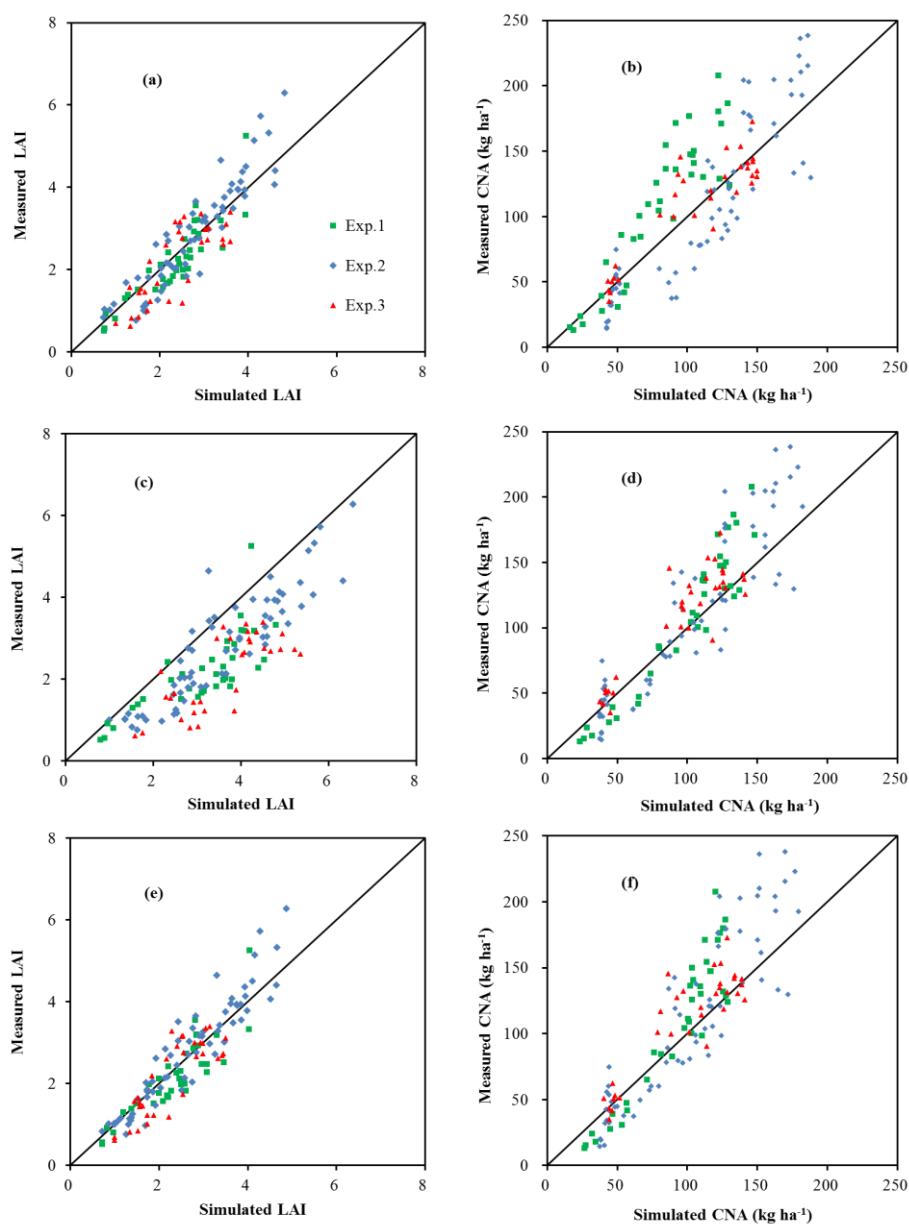 8
6
4
2
0
0 2 4 6 8
Measured LAI
Simulated LAI
(a)
Exp.1
Exp.2
Exp.3
250
200
150
100
50
0
0 50 100 150 200 250
Measured CNA (kg ha⁻¹)
Simulated CNA (kg ha⁻¹)
(b)
8
6
4
2
0
0 2 4 6 8
Measured LAI
Simulated LAI
(c)
250
200
150
100
50
0
0 50 100 150 200 250
Measured CNA (kg ha⁻¹)
Simulated CNA (kg ha⁻¹)
(d)
8
6
4
2
0
0 2 4 6 8
Measured LAI
Simulated LAI
(e)
250
200
150
100
50
0
0 50 100 150 200 250
Measured CNA (kg ha⁻¹)
Simulated CNA (kg ha⁻¹)
(f)